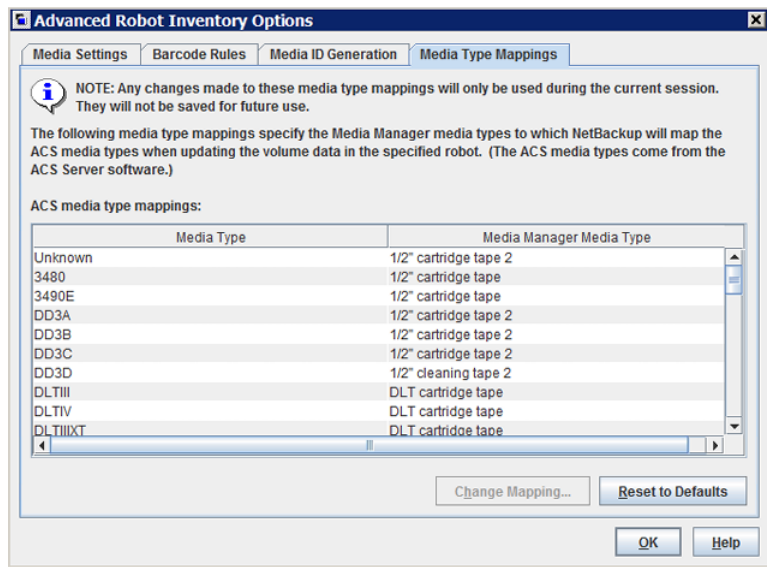 Advanced Robot Inventory Options
Media Settings Barcode Rules Media ID Generation Media Type Mappings
NOTE: Any changes made to these media type mappings will only be used during the current session.
They will not be saved for future use.
The following media type mappings specify the Media Manager media types to which NetBackup will map the
ACS media types when updating the volume data in the specified robot. (The ACS media types come from the
ACS Server software.)
ACS media type mappings:
Media Type Media Manager Media Type
Unknown 1/2" cartridge tape 2
3480 1/2" cartridge tape
3490E 1/2" cartridge tape
DD3A 1/2" cartridge tape 2
DD3B 1/2" cartridge tape 2
DD3C 1/2" cartridge tape 2
DD3D 1/2" cleaning tape 2
DLTIII DLT cartridge tape
DLTIV DLT cartridge tape
DLTIIIXT DLT cartridge tape
Change Mapping... Reset to Defaults
OK Help